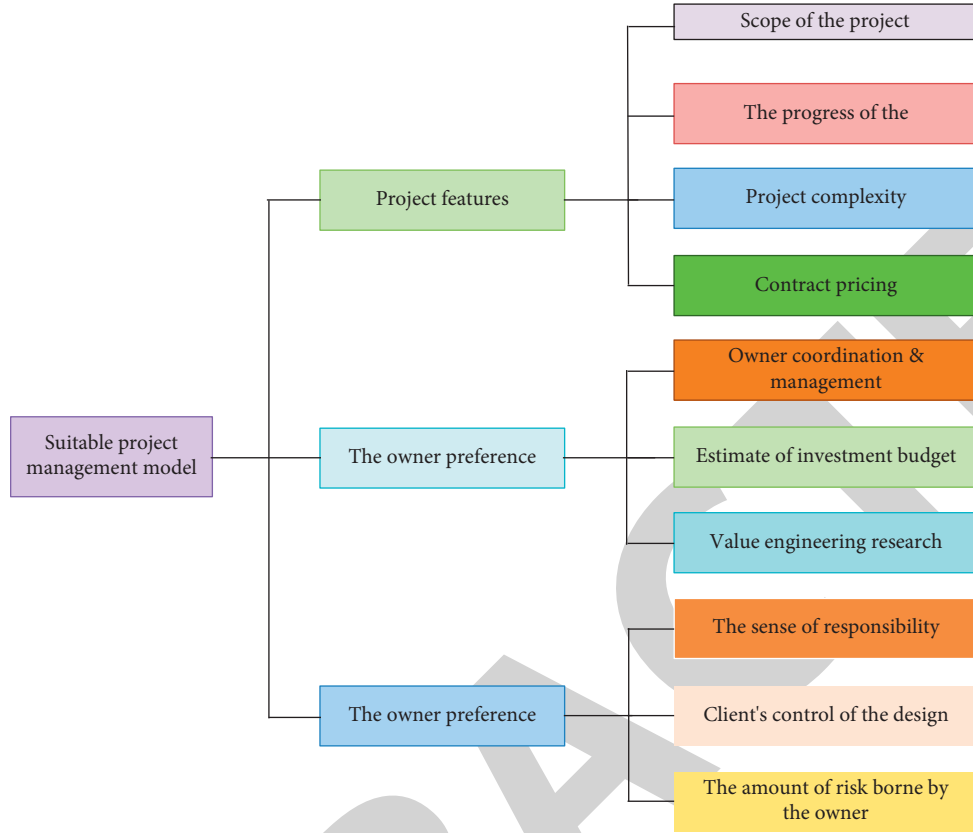 Scope of the project
The progress of the
Project features
Project complexity
Contract pricing
Owner coordination &
management
Suitable project
management model
The owner preference
Estimate of investment budget
Value engineering research
The sense of responsibility
The owner preference
Client's control of the design
The amount of risk borne by
the owner